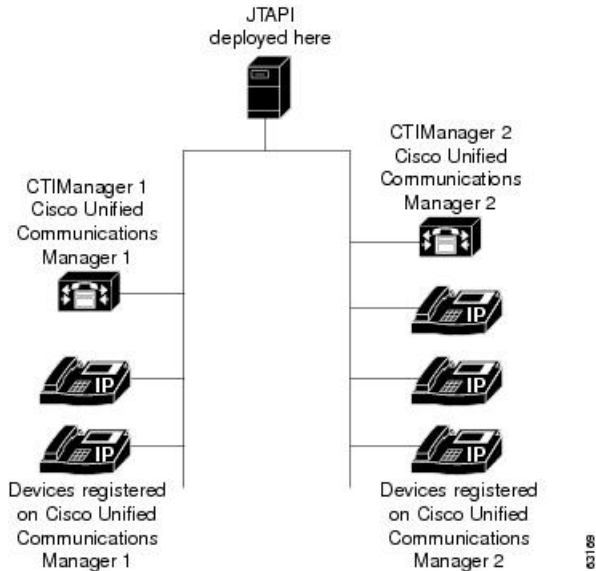 JTAPI
deployed here
CTIManager 1
Cisco Unified
Communications
Manager 1
CTIManager 2
Cisco Unified
Communications
Manager 2
IP
IP
IP
IP
IP
Devices registered
on Cisco Unified
Communications
Manager 1
Devices registered
on Cisco Unified
Communications
Manager 2
63169